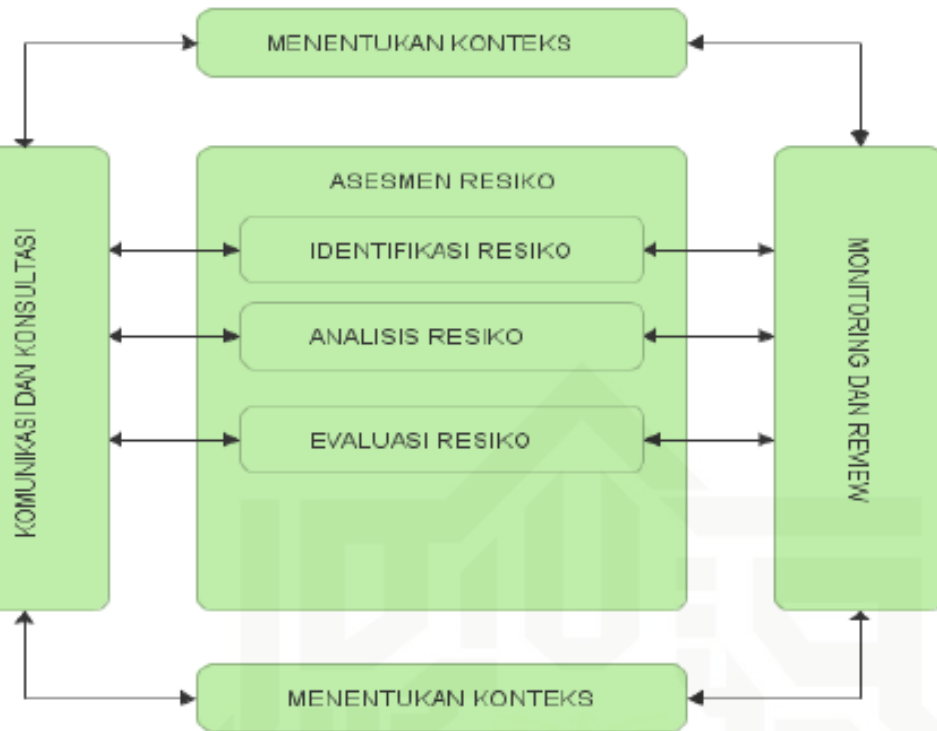 MENENTUKAN KONTEKS
KOMUNIKASI DAN KONSULTASI
ASESMEN RESIKO
IDENTIFIKASI RESIKO
ANALISIS RESIKO
EVALUASI RESIKO
MONITORING DAN REVIEW
MENENTUKAN KONTEKS